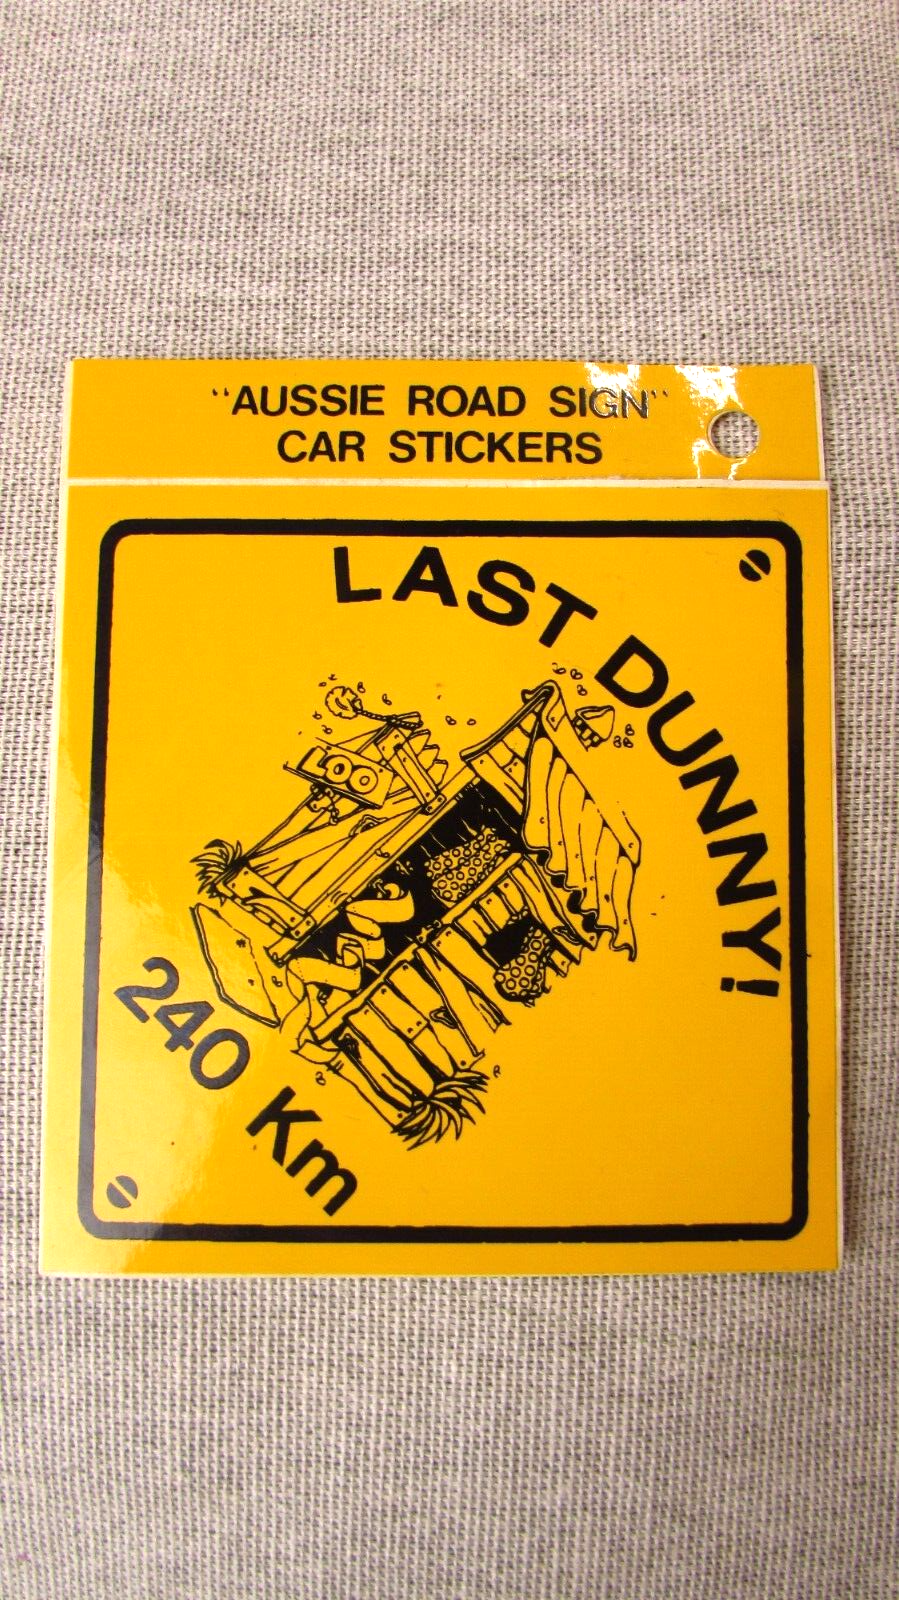 "AUSSIE ROAD SIGN"
CAR STICKERS
LAST DUNNY!
LOO
240 Km